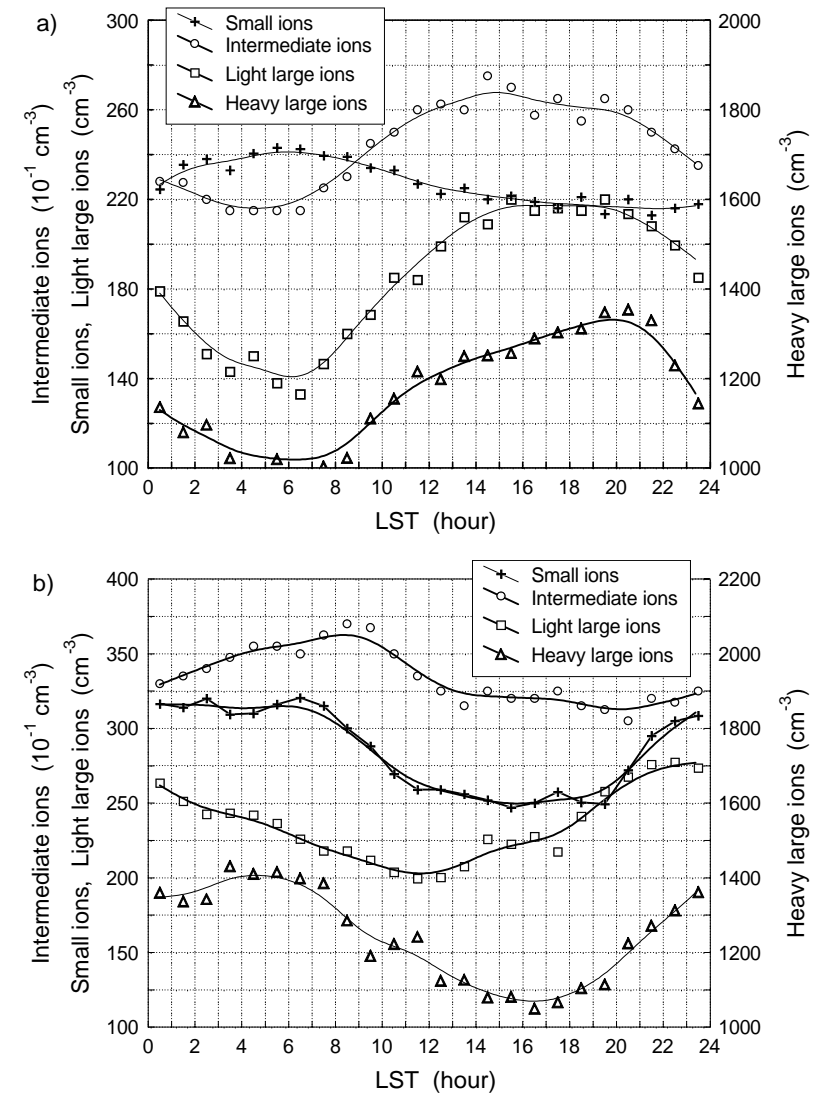 a)
Small ions
Intermediate ions
Light large ions
Heavy large ions
300
260
220
180
140
100
2000
1800
1600
1400
1200
1000
0 2 4 6 8 10 12 14 16 18 20 22 24
LST (hour)
Intermediate ions (10⁻¹ cm⁻³)
Small ions, Light large ions (cm⁻³)
Heavy large ions (cm⁻³)
b)
Small ions
Intermediate ions
Light large ions
Heavy large ions
400
350
300
250
200
150
100
2200
2000
1800
1600
1400
1200
1000
0 2 4 6 8 10 12 14 16 18 20 22 24
LST (hour)
Intermediate ions (10⁻¹ cm⁻³)
Small ions, Light large ions (cm⁻³)
Heavy large ions (cm⁻³)